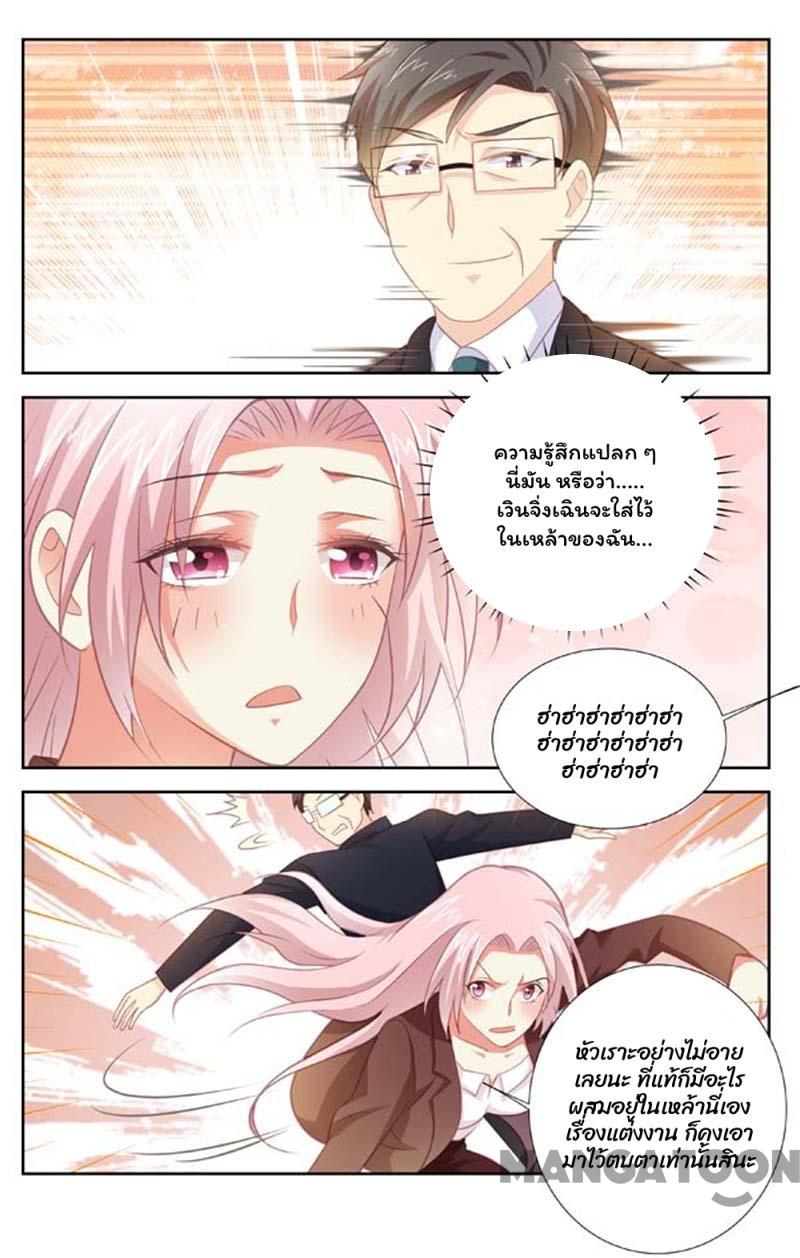 ความรู้สึกแปลก ๆ
นี่มัน หรือว่า.....
เวินจิ่งเฉินจะใส่ไว้
ในเหล้าของฉัน...
ฮ่าฮ่าฮ่าฮ่าฮ่าฮ่า
ฮ่าฮ่าฮ่าฮ่าฮ่าฮ่า
ฮ่าฮ่าฮ่าฮ่า
หัวเราะอย่างไม่อาย
เลยนะ ที่แท้ก็มีอะไร
ผสมอยู่ในเหล้านี่เอง
เรื่องแต่งงาน ก็คงเอา
มาไว้ตบตาเท่านั้นสินะ
MANGATOON